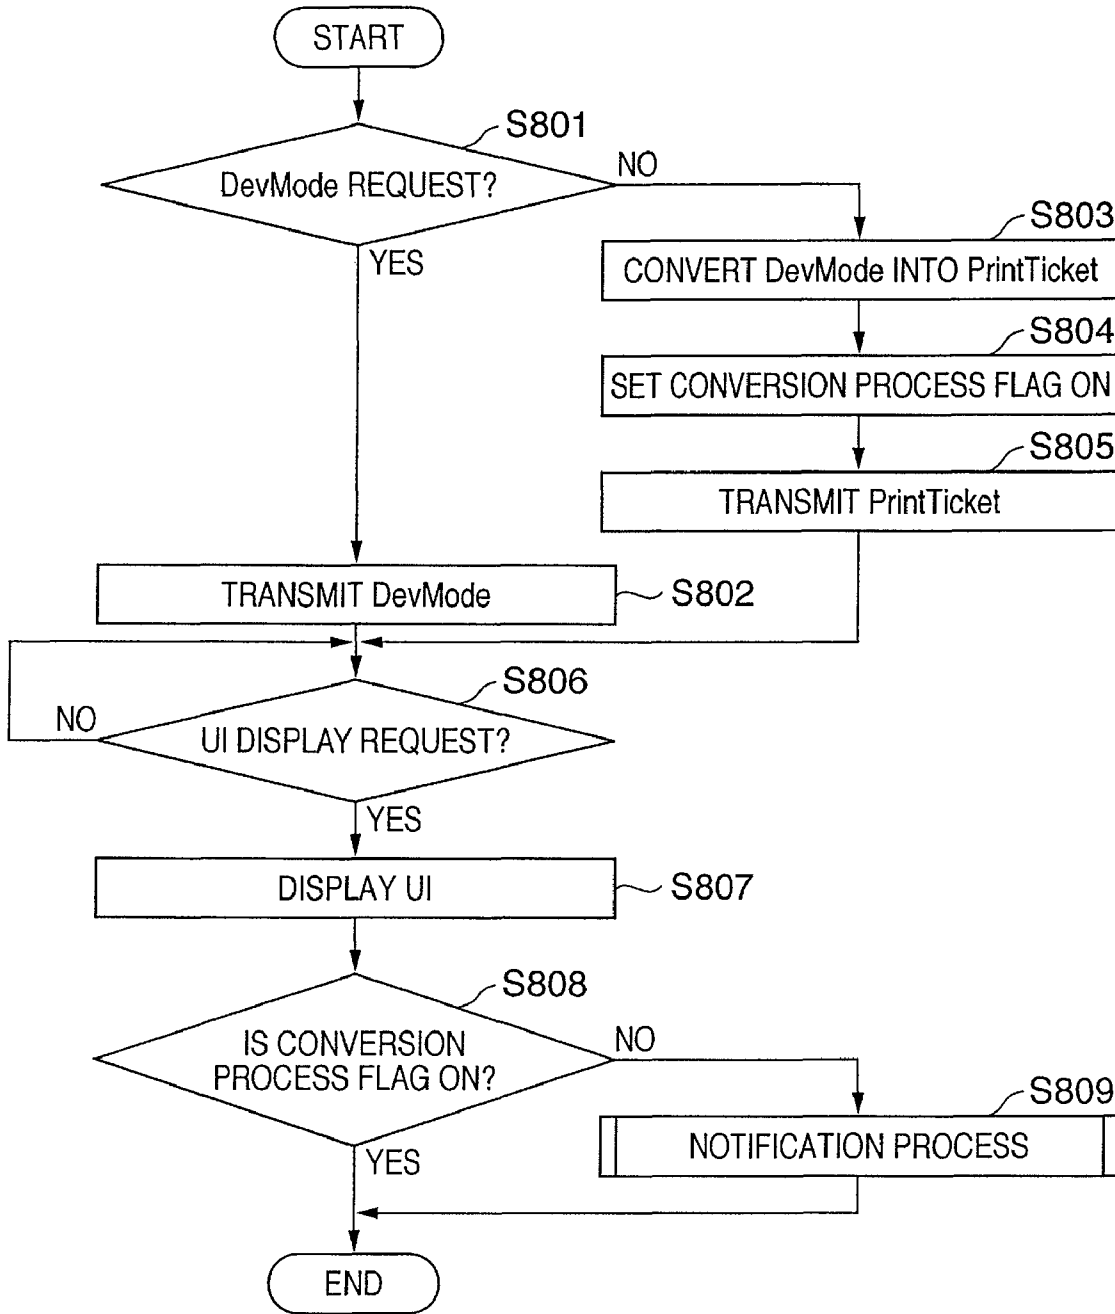 START
S801
DevMode REQUEST?
NO
YES
S803
CONVERT DevMode INTO PrintTicket
S804
SET CONVERSION PROCESS FLAG ON
S805
TRANSMIT PrintTicket
TRANSMIT DevMode
S802
S806
UI DISPLAY REQUEST?
NO
YES
DISPLAY UI
S807
S808
IS CONVERSION
PROCESS FLAG ON?
NO
YES
S809
NOTIFICATION PROCESS
END